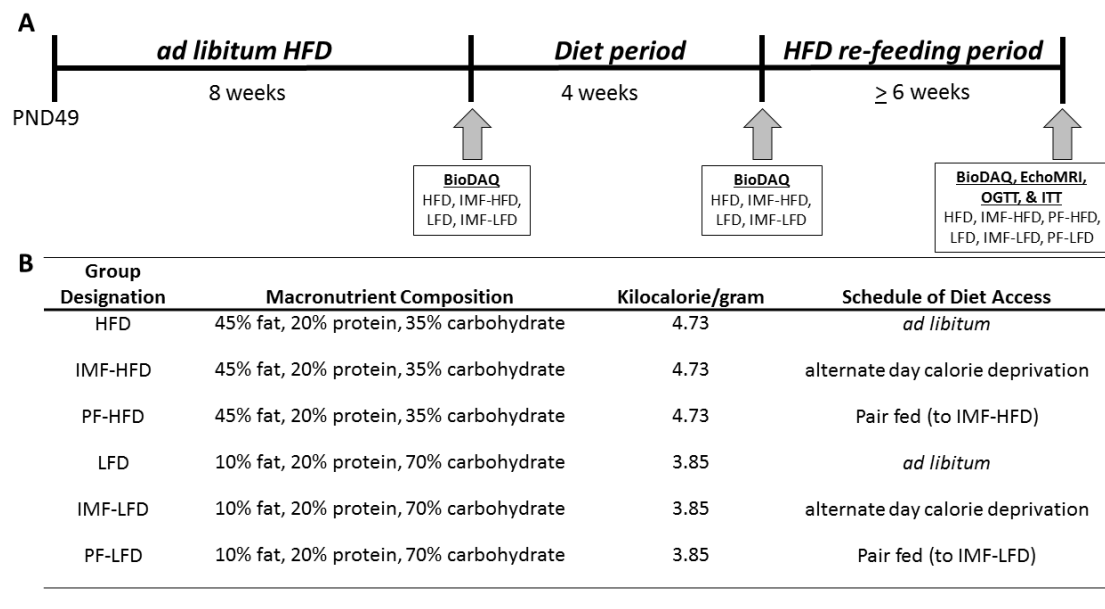 A
ad libitum HFD Diet period HFD re-feeding period
8 weeks 4 weeks ≥ 6 weeks
PND49
BioDAQ
HFD, IMF-HFD,
LFD, IMF-LFD
BioDAQ
HFD, IMF-HFD,
LFD, IMF-LFD
BioDAQ, EchoMRI,
OGTT, & ITT
HFD, IMF-HFD, PF-HFD,
LFD, IMF-LFD, PF-LFD
B
Group
Designation Macronutrient Composition Kilocalorie/gram Schedule of Diet Access
HFD 45% fat, 20% protein, 35% carbohydrate 4.73 ad libitum
IMF-HFD 45% fat, 20% protein, 35% carbohydrate 4.73 alternate day calorie deprivation
PF-HFD 45% fat, 20% protein, 35% carbohydrate 4.73 Pair fed (to IMF-HFD)
LFD 10% fat, 20% protein, 70% carbohydrate 3.85 ad libitum
IMF-LFD 10% fat, 20% protein, 70% carbohydrate 3.85 alternate day calorie deprivation
PF-LFD 10% fat, 20% protein, 70% carbohydrate 3.85 Pair fed (to IMF-LFD)